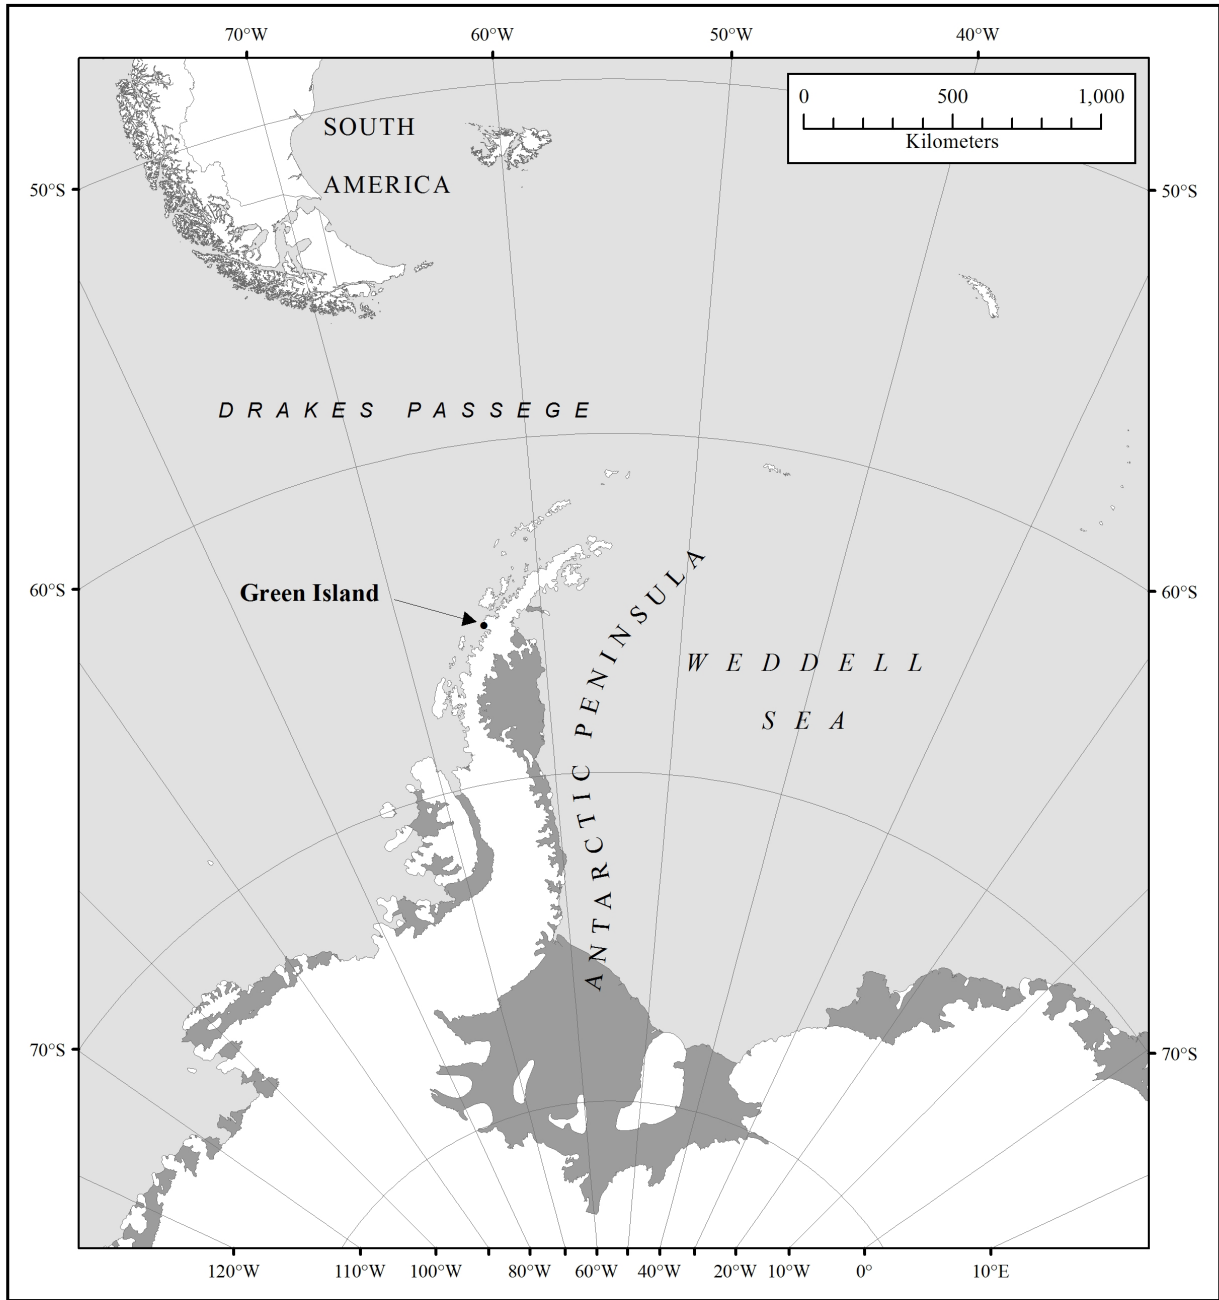 70°W 60°W 50°W 40°W
0 500 1,000
Kilometers
SOUTH
AMERICA
50°S 50°S
DRAKES PASSEGE
Green Island
60°S 60°S
ANTARCTIC PENINSULA
WEDDELL
SEA
70°S 70°S
120°W 110°W 100°W 80°W 60°W 40°W 20°W 10°W 0° 10°E